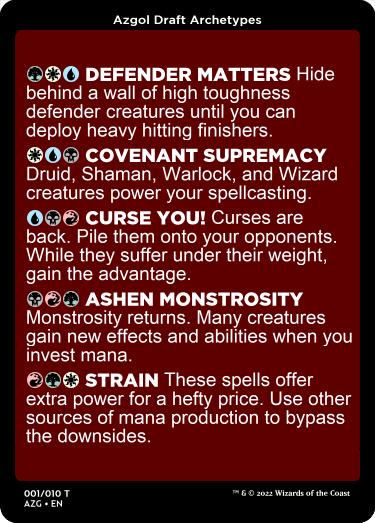 Azgol Draft Archetypes
DEFENDER MATTERS Hide
behind a wall of high toughness
defender creatures until you can
deploy heavy hitting finishers.
COVENANT SUPREMACY
Druid, Shaman, Warlock, and Wizard
creatures power your spellcasting.
CURSE YOU! Curses are
back. Pile them onto your opponents.
While they suffer under their weight,
gain the advantage.
ASHEN MONSTROSITY
Monstrosity returns. Many creatures
gain new effects and abilities when you
invest mana.
STRAIN These spells offer
extra power for a hefty price. Use other
sources of mana production to bypass
the downsides.
001/010 T
AZG • EN
™ & © 2022 Wizards of the Coast